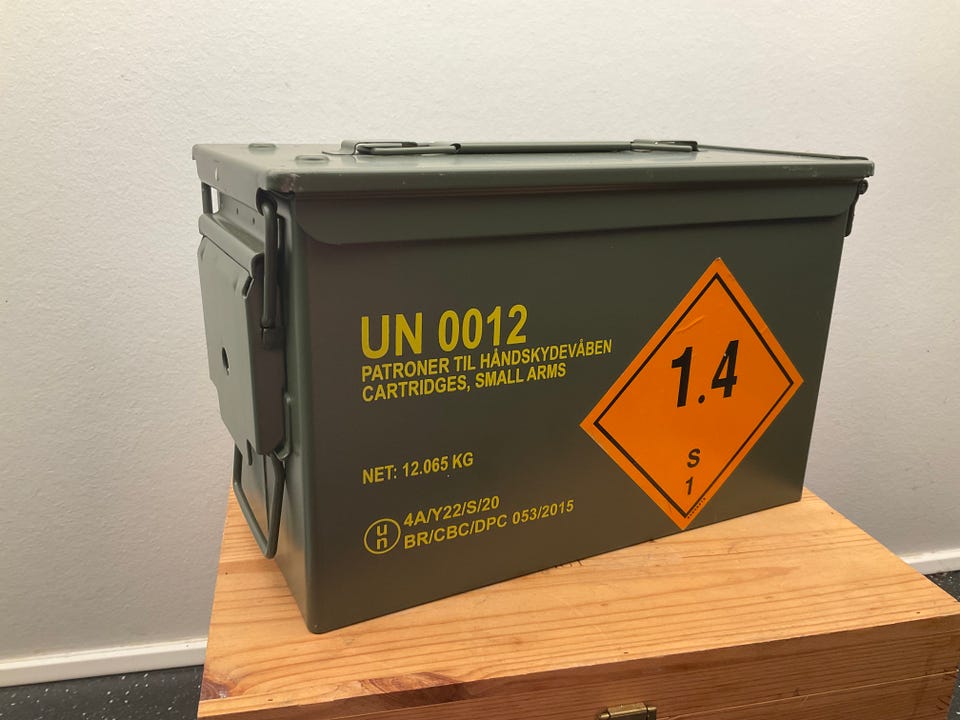 UN 0012
PATRONER TIL HÅNDSKYDEVÅBEN
CARTRIDGES, SMALL ARMS
NET: 12.065 KG
un
4A/Y22/S/20
BR/CBC/DPC 053/2015
1.4
S
1